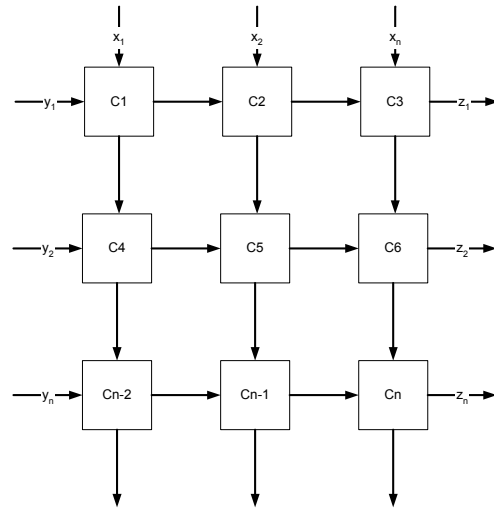 x₁ x₂ xₙ
y₁ C1 C2 C3 z₁
y₂ C4 C5 C6 z₂
yₙ Cn-2 Cn-1 Cn zₙ